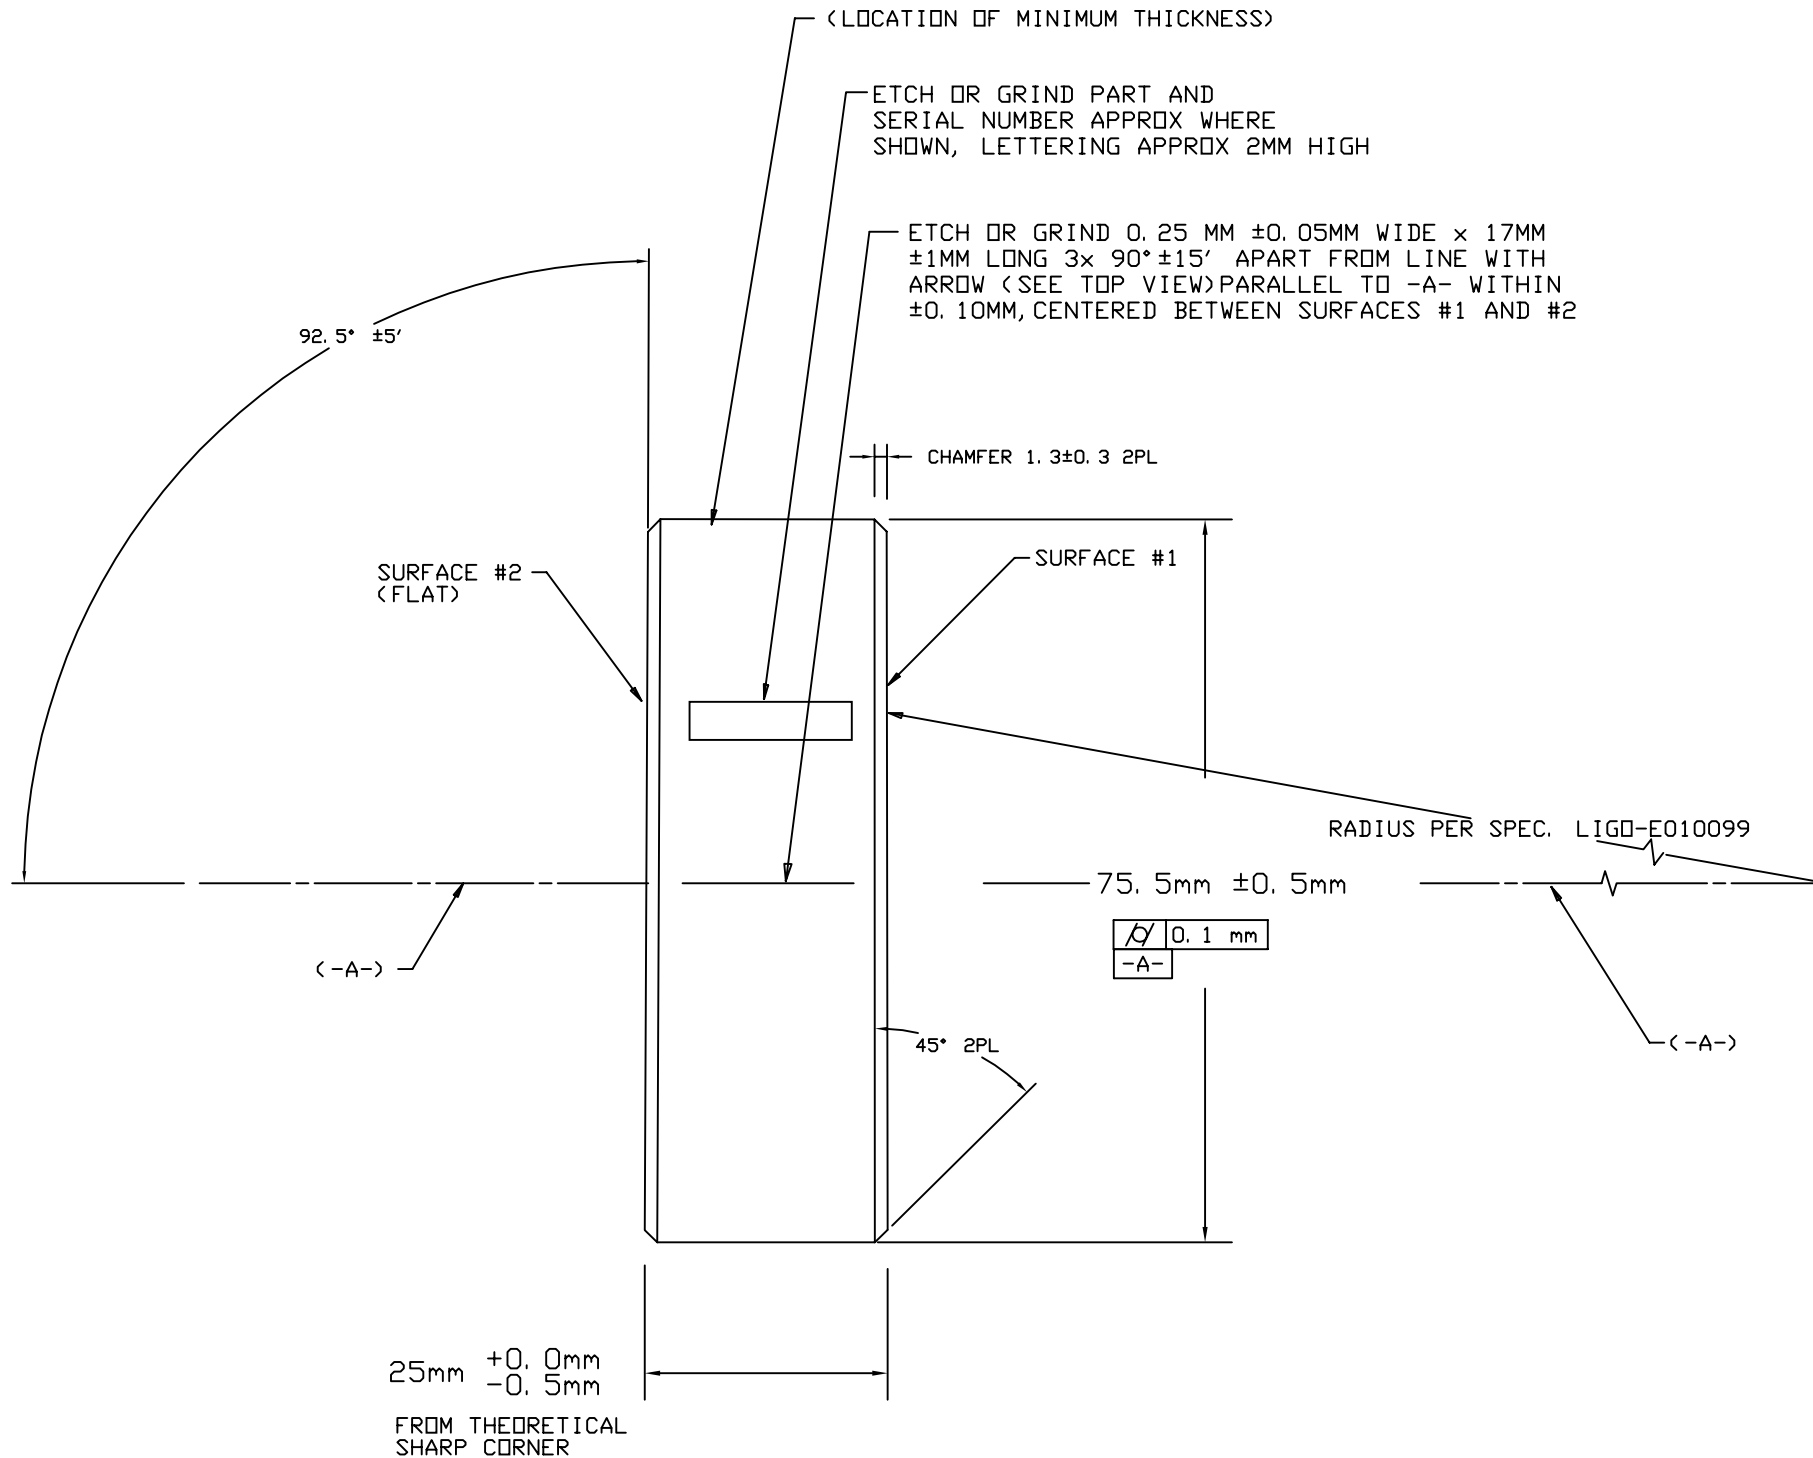 (LOCATION OF MINIMUM THICKNESS)
ETCH OR GRIND PART AND
SERIAL NUMBER APPROX WHERE
SHOWN, LETTERING APPROX 2MM HIGH
ETCH OR GRIND 0.25 MM ±0.05MM WIDE x 17MM
±1MM LONG 3x 90°±15' APART FROM LINE WITH
ARROW (SEE TOP VIEW)PARALLEL TO -A- WITHIN
±0.10MM,CENTERED BETWEEN SURFACES #1 AND #2
92.5° ±5'
CHAMFER 1.3±0.3 2PL
SURFACE #1
SURFACE #2
(FLAT)
RADIUS PER SPEC. LIGO-E010099
75.5mm ±0.5mm
0.1 mm
-A-
(-A-)
(-A-)
45° 2PL
25mm +0.0mm
-0.5mm
FROM THEORETICAL
SHARP CORNER